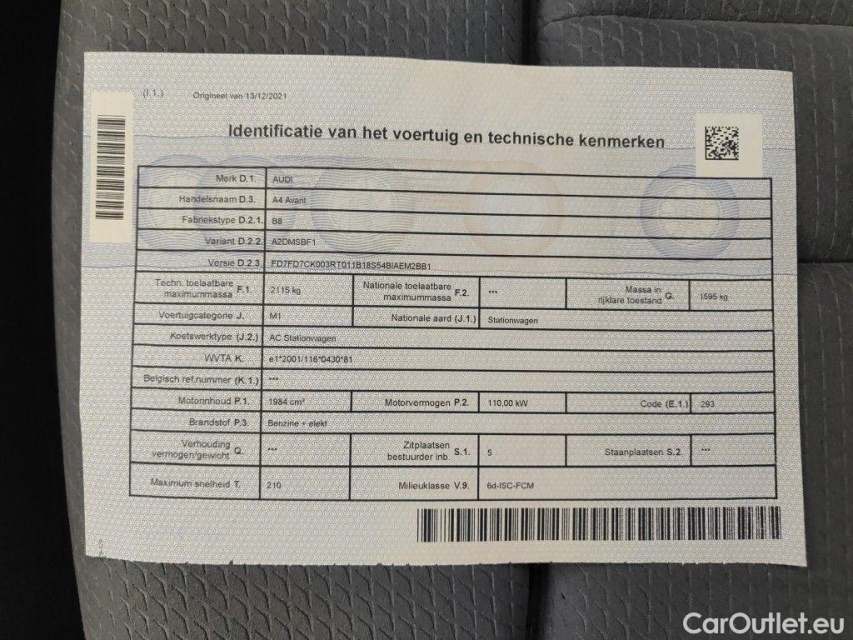 (I.1.) Origineel van 13/12/2021
Identificatie van het voertuig en technische kenmerken
Merk D.1. AUDI
Handelsnaam D.3. A4 Avant
Fabriekstype D.2.1. B8
Variant D.2.2. A2DMSBF1
Versie D.2.3. FD7FD7CK003RT011B18S54BIAEM2BB1
Techn. toelaatbare maximummassa F.1. 2115 kg Nationale toelaatbare maximummassa F.2. *** Massa in rijklare toestand G. 1595 kg
Voertuigcategorie J. M1 Nationale aard (J.1.) Stationwagen
Koetswerktype (J.2.) AC Stationwagen
WVTA K. e1*2001/116*0430*81
Belgisch ref.nummer (K.1.) ***
Motorinhoud P.1. 1984 cm³ Motorvermogen P.2. 110,00 kW Code (E.1.) 293
Brandstof P.3. Benzine + elekt
Verhouding vermogen/gewicht Q. *** Zitplaatsen bestuurder inb S.1. 5 Staanplaatsen S.2. ***
Maximum snelheid T. 210 Milieuklasse V.9. 6d-ISC-FCM
CarOutlet.eu